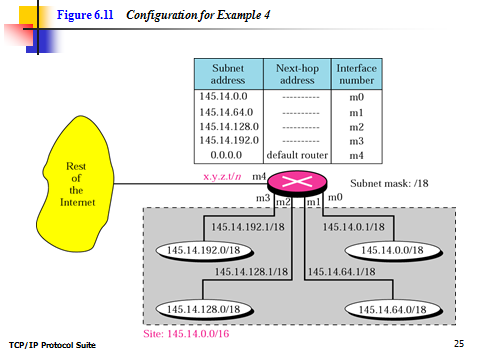 Figure 6.11 Configuration for Example 4
Subnet address Next-hop address Interface number
145.14.0.0 ---------- m0
145.14.64.0 ---------- m1
145.14.128.0 ---------- m2
145.14.192.0 ---------- m3
0.0.0.0 default router m4
Rest
of
the
Internet
x.y.z.t/n m4
Subnet mask: /18
m3 m2 m1 m0
145.14.192.1/18 145.14.0.1/18
145.14.192.0/18 145.14.0.0/18
145.14.128.1/18 145.14.64.1/18
145.14.128.0/18 145.14.64.0/18
Site: 145.14.0.0/16
TCP/IP Protocol Suite 25